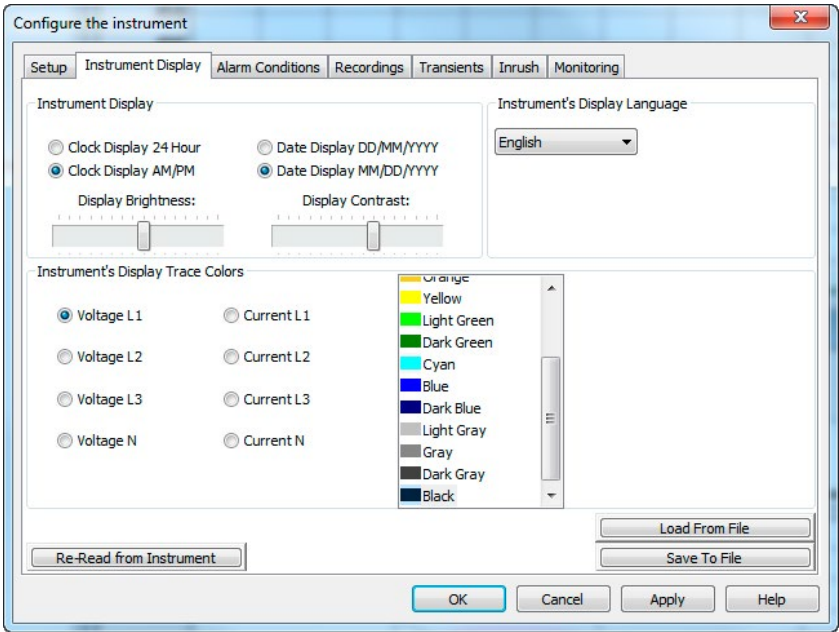 Configure the instrument
Setup Instrument Display Alarm Conditions Recordings Transients Inrush Monitoring
Instrument Display
Instrument's Display Language
Clock Display 24 Hour
Date Display DD/MM/YYYY
English
Clock Display AM/PM
Date Display MM/DD/YYYY
Display Brightness:
Display Contrast:
Instrument's Display Trace Colors
Voltage L1
Current L1
Voltage L2
Current L2
Voltage L3
Current L3
Voltage N
Current N
Orange
Yellow
Light Green
Dark Green
Cyan
Blue
Dark Blue
Light Gray
Gray
Dark Gray
Black
Load From File
Re-Read from Instrument
Save To File
OK Cancel Apply Help